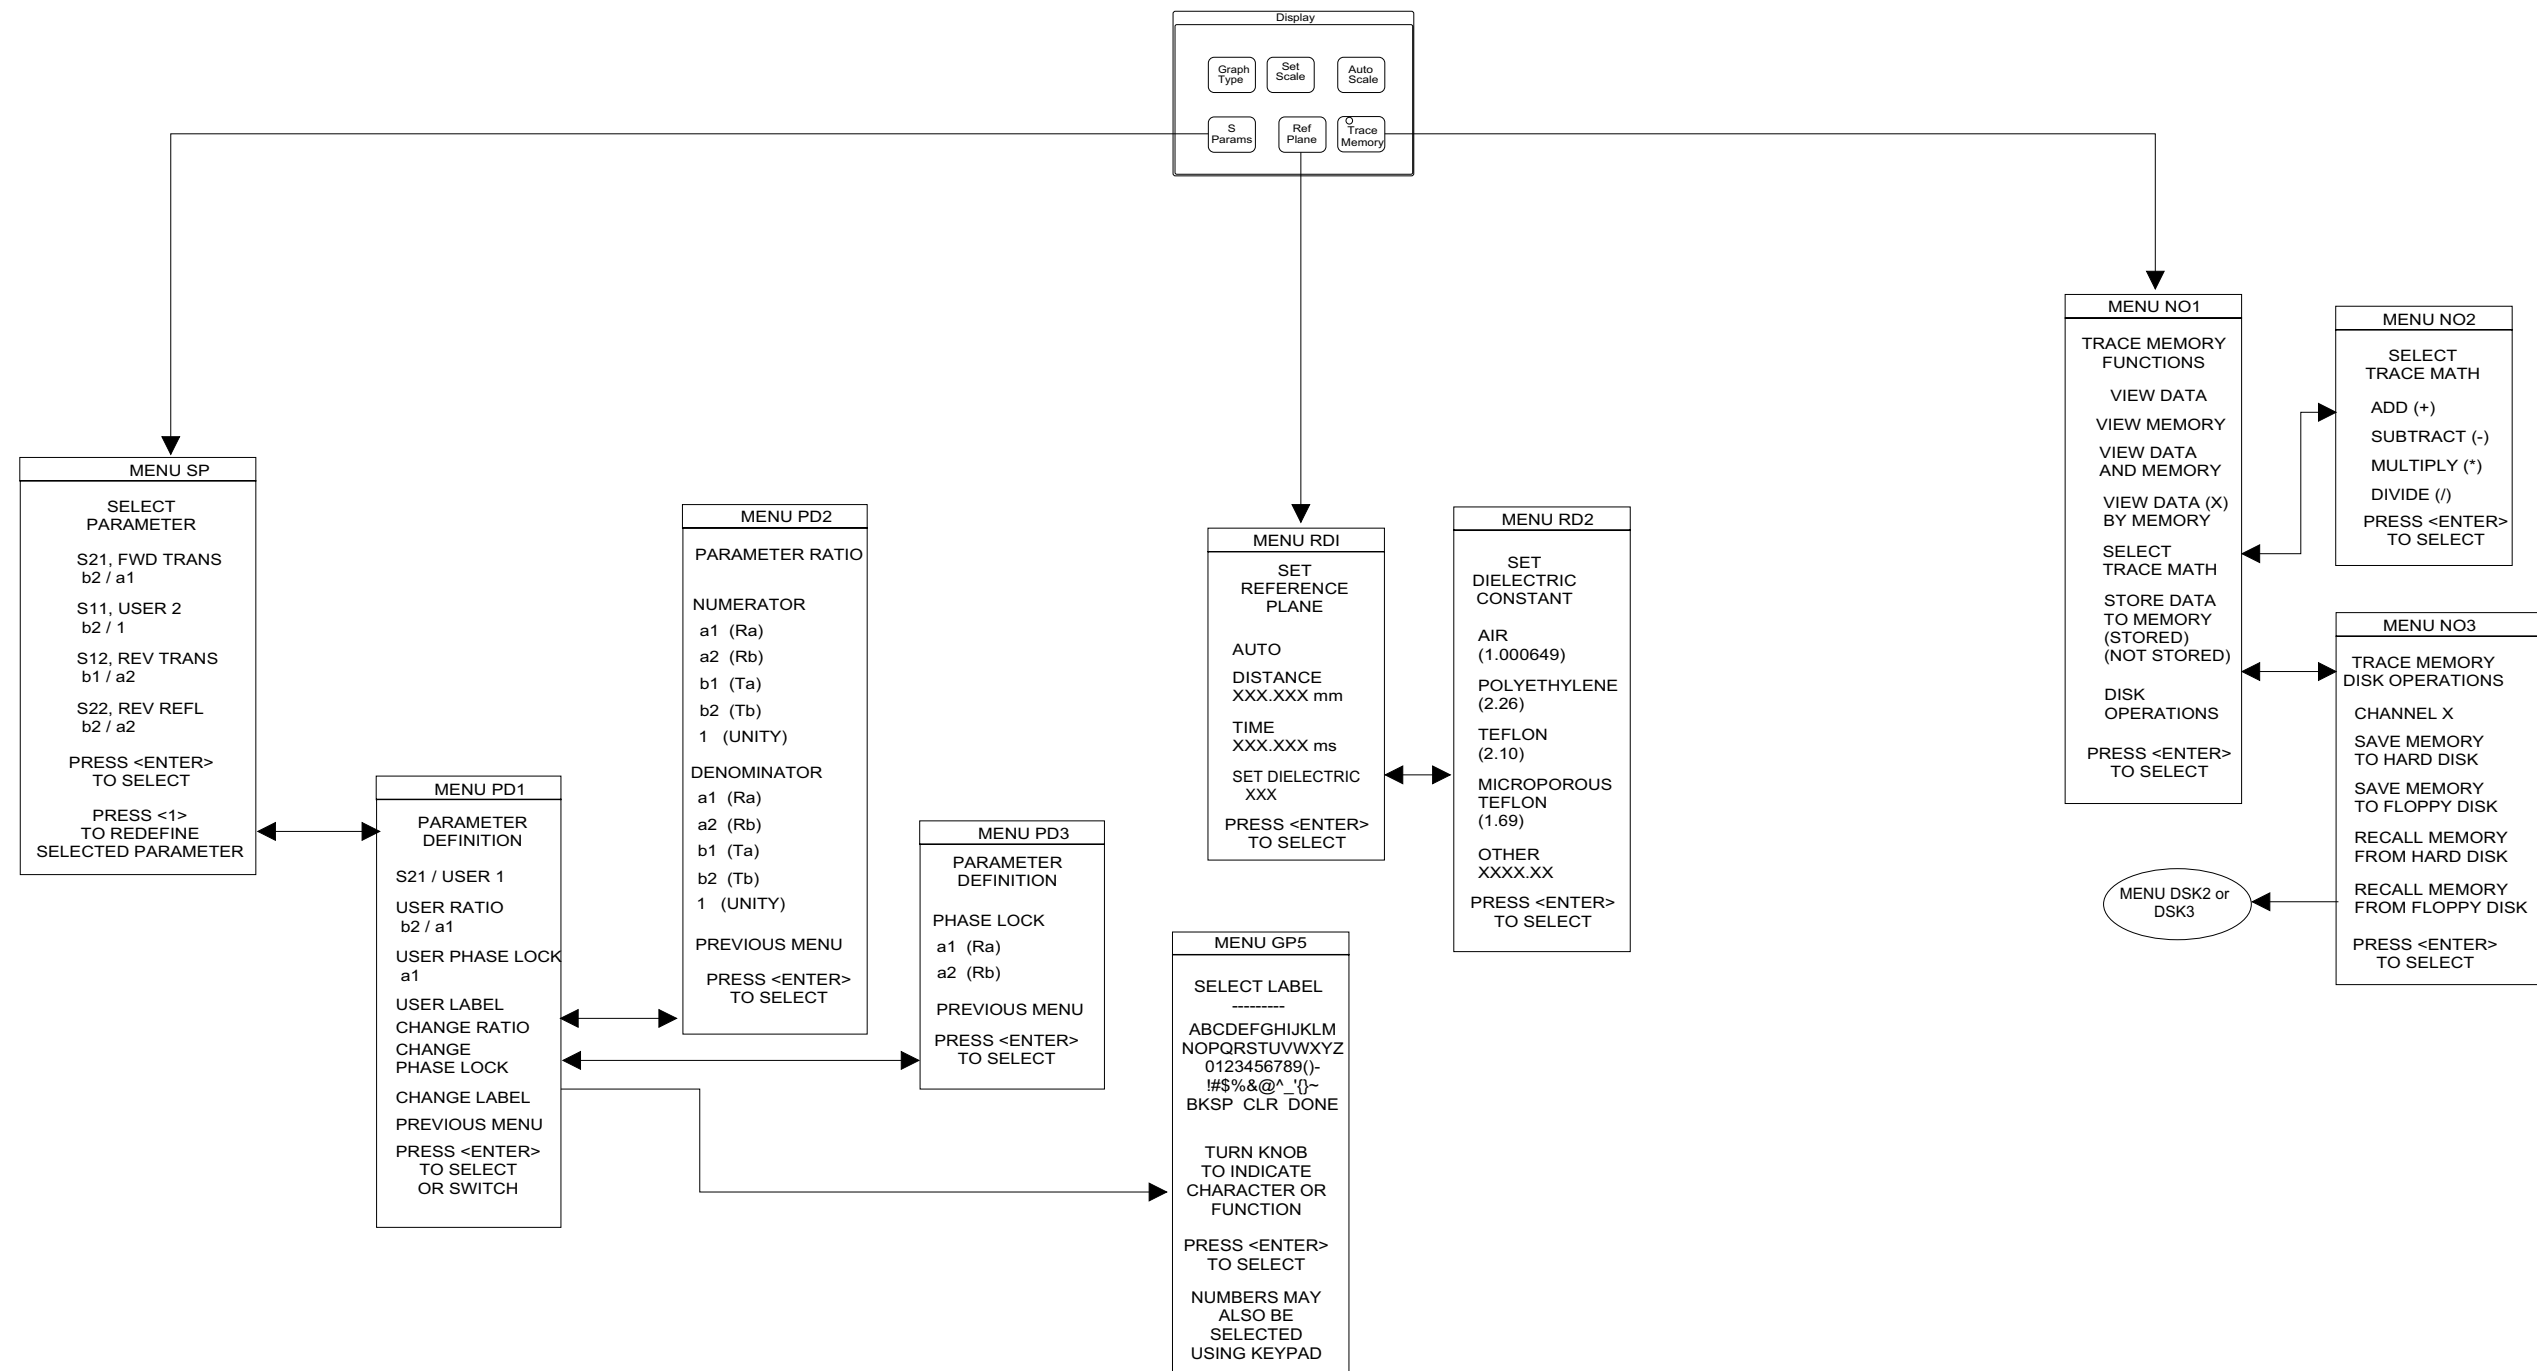 Display
Graph
Type
Set
Scale
Auto
Scale
S
Params
Ref
Plane
Trace
Memory
MENU SP
SELECT
PARAMETER
S21, FWD TRANS
b2 / a1
S11, USER 2
b2 / 1
S12, REV TRANS
b1 / a2
S22, REV REFL
b2 / a2
PRESS <ENTER>
TO SELECT
PRESS <1>
TO REDEFINE
SELECTED PARAMETER
MENU PD1
PARAMETER
DEFINITION
S21 / USER 1
USER RATIO
b2 / a1
USER PHASE LOCK
a1
USER LABEL
CHANGE RATIO
CHANGE
PHASE LOCK
CHANGE LABEL
PREVIOUS MENU
PRESS <ENTER>
TO SELECT
OR SWITCH
MENU PD2
PARAMETER RATIO
NUMERATOR
a1 (Ra)
a2 (Rb)
b1 (Ta)
b2 (Tb)
1 (UNITY)
DENOMINATOR
a1 (Ra)
a2 (Rb)
b1 (Ta)
b2 (Tb)
1 (UNITY)
PREVIOUS MENU
PRESS <ENTER>
TO SELECT
MENU PD3
PARAMETER
DEFINITION
PHASE LOCK
a1 (Ra)
a2 (Rb)
PREVIOUS MENU
PRESS <ENTER>
TO SELECT
MENU GP5
SELECT LABEL
---------
ABCDEFGHIJKLM
NOPQRSTUVWXYZ
0123456789()-
!#$%&@^_'{}~
BKSP CLR DONE
TURN KNOB
TO INDICATE
CHARACTER OR
FUNCTION
PRESS <ENTER>
TO SELECT
NUMBERS MAY
ALSO BE
SELECTED
USING KEYPAD
MENU RDI
SET
REFERENCE
PLANE
AUTO
DISTANCE
XXX.XXX mm
TIME
XXX.XXX ms
SET DIELECTRIC
XXX
PRESS <ENTER>
TO SELECT
MENU RD2
SET
DIELECTRIC
CONSTANT
AIR
(1.000649)
POLYETHYLENE
(2.26)
TEFLON
(2.10)
MICROPOROUS
TEFLON
(1.69)
OTHER
XXXX.XX
PRESS <ENTER>
TO SELECT
MENU NO1
TRACE MEMORY
FUNCTIONS
VIEW DATA
VIEW MEMORY
VIEW DATA
AND MEMORY
VIEW DATA (X)
BY MEMORY
SELECT
TRACE MATH
STORE DATA
TO MEMORY
(STORED)
(NOT STORED)
DISK
OPERATIONS
PRESS <ENTER>
TO SELECT
MENU NO2
SELECT
TRACE MATH
ADD (+)
SUBTRACT (-)
MULTIPLY (*)
DIVIDE (/)
PRESS <ENTER>
TO SELECT
MENU NO3
TRACE MEMORY
DISK OPERATIONS
CHANNEL X
SAVE MEMORY
TO HARD DISK
SAVE MEMORY
TO FLOPPY DISK
RECALL MEMORY
FROM HARD DISK
RECALL MEMORY
FROM FLOPPY DISK
PRESS <ENTER>
TO SELECT
MENU DSK2 or
DSK3